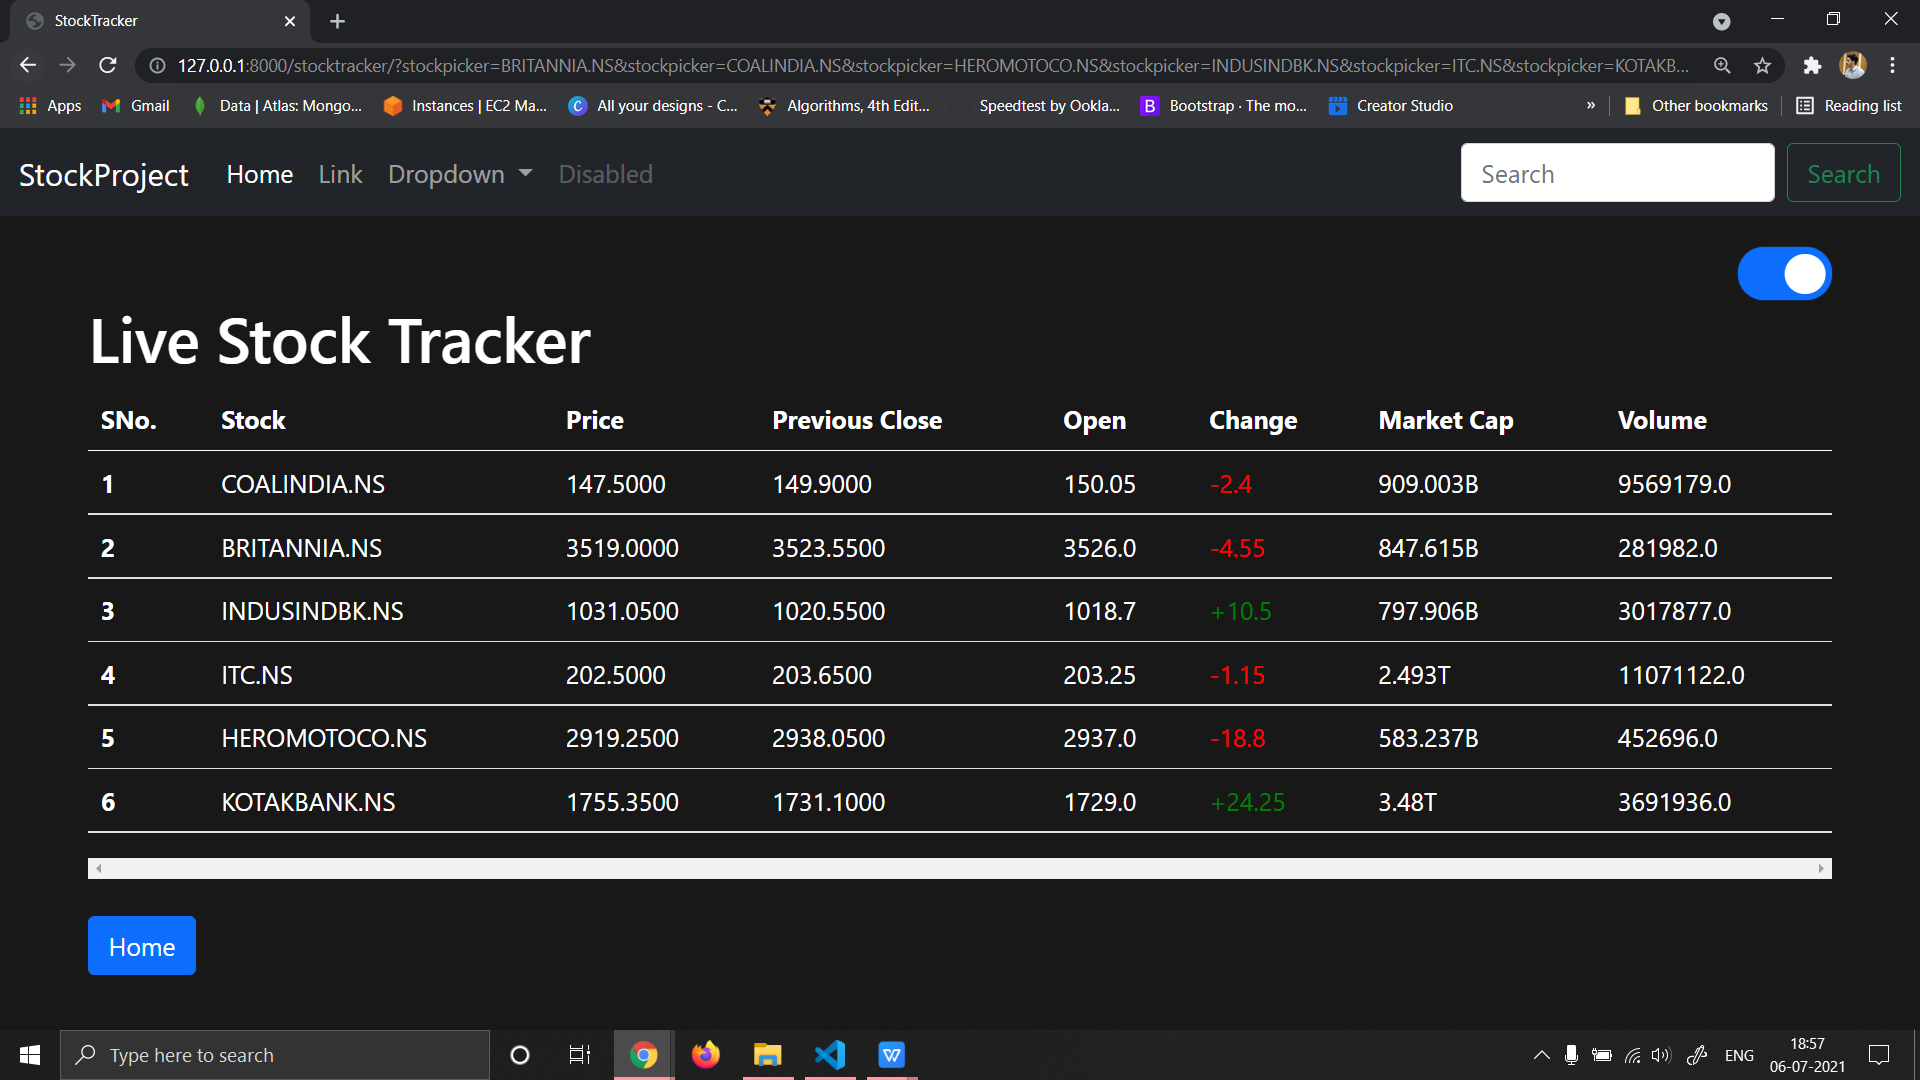 StockTracker
127.0.0.1:8000/stocktracker/?stockpicker=BRITANNIA.NS&stockpicker=COALINDIA.NS&stockpicker=HEROMOTOCO.NS&stockpicker=INDUSINDBK.NS&stockpicker=ITC.NS&stockpicker=KOTAKB...
Apps Gmail Data | Atlas: Mongo... Instances | EC2 Ma... C All your designs - C... Algorithms, 4th Edit... Speedtest by Ookla... B Bootstrap · The mo... Creator Studio » Other bookmarks Reading list
StockProject Home Link Dropdown Disabled Search Search
Live Stock Tracker
SNo. Stock Price Previous Close Open Change Market Cap Volume
1 COALINDIA.NS 147.5000 149.9000 150.05 -2.4 909.003B 9569179.0
2 BRITANNIA.NS 3519.0000 3523.5500 3526.0 -4.55 847.615B 281982.0
3 INDUSINDBK.NS 1031.0500 1020.5500 1018.7 +10.5 797.906B 3017877.0
4 ITC.NS 202.5000 203.6500 203.25 -1.15 2.493T 11071122.0
5 HEROMOTOCO.NS 2919.2500 2938.0500 2937.0 -18.8 583.237B 452696.0
6 KOTAKBANK.NS 1755.3500 1731.1000 1729.0 +24.25 3.48T 3691936.0
Home
Type here to search W ENG 18:57
06-07-2021